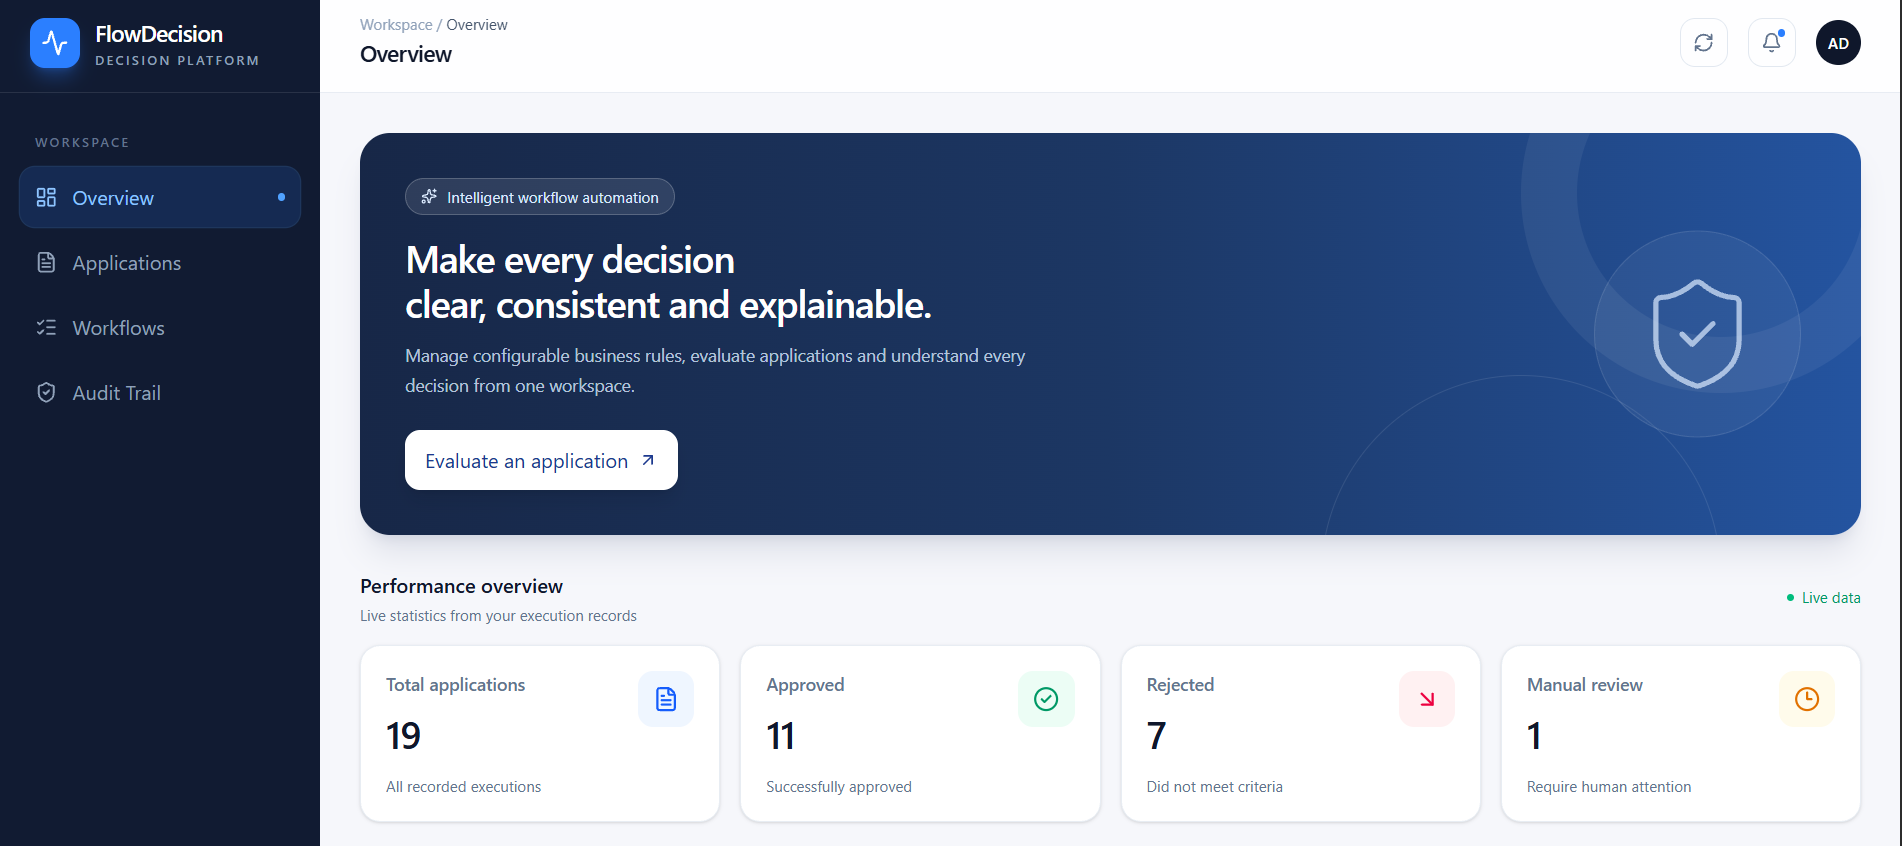 FlowDecision
DECISION PLATFORM
WORKSPACE
Overview
Applications
Workflows
Audit Trail
Workspace / Overview
Overview
AD
Intelligent workflow automation
Make every decision
clear, consistent and explainable.
Manage configurable business rules, evaluate applications and understand every
decision from one workspace.
Evaluate an application
Performance overview
Live statistics from your execution records
Live data
Total applications
19
All recorded executions
Approved
11
Successfully approved
Rejected
7
Did not meet criteria
Manual review
1
Require human attention